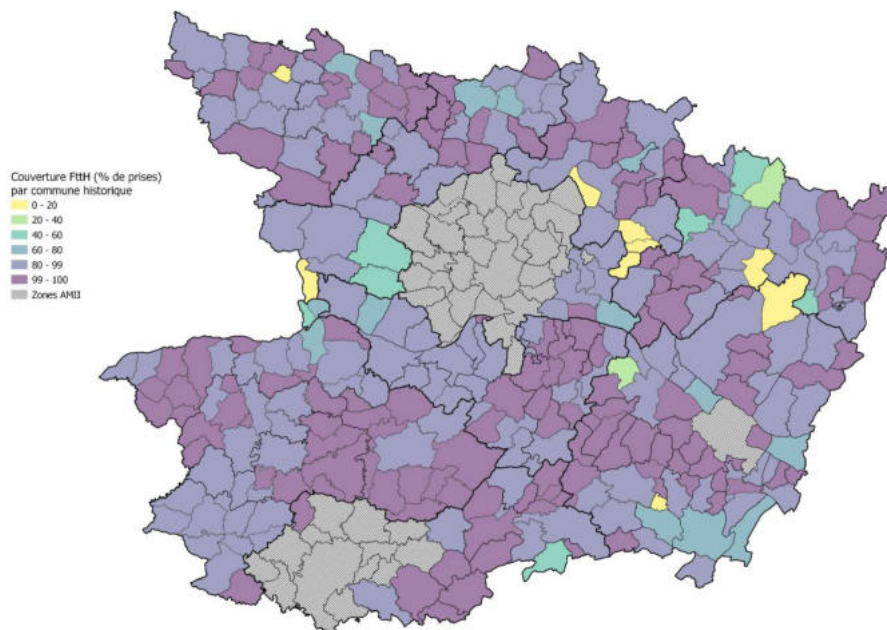 Couverture FttH (% de prises)
par commune historique
0 - 20
20 - 40
40 - 60
60 - 80
80 - 99
99 - 100
Zones AMII